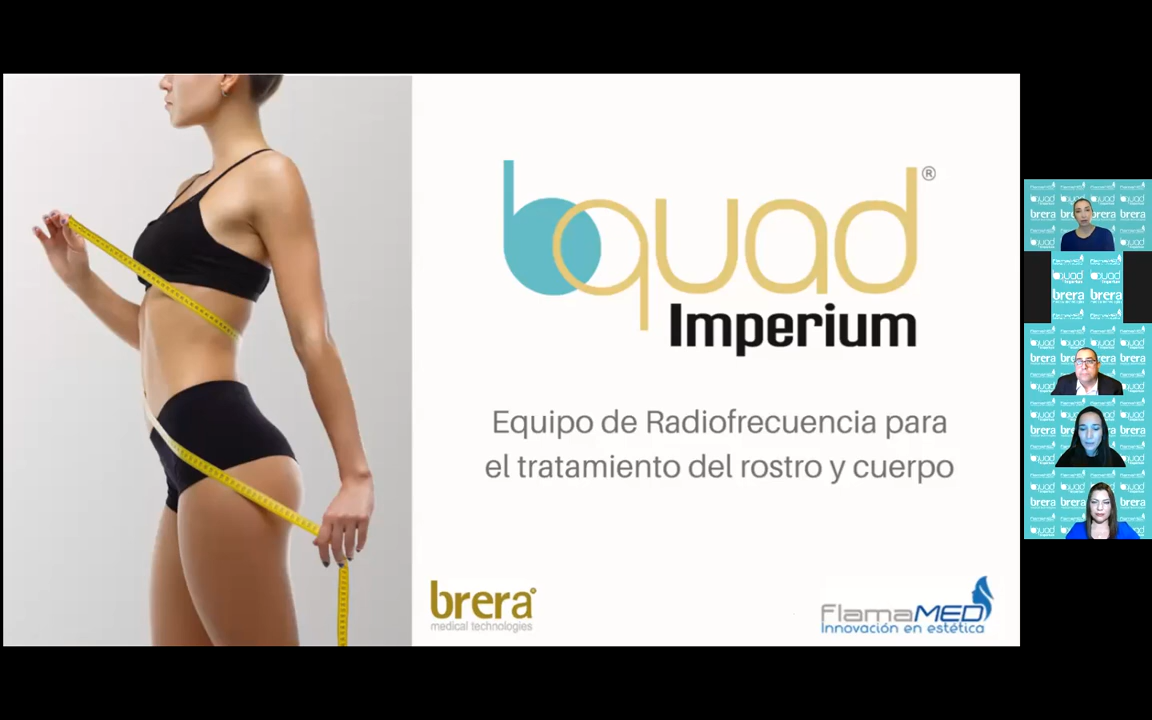 bquad®
Imperium
Equipo de Radiofrecuencia para
el tratamiento del rostro y cuerpo
brera
medical technologies
FlamaMED
Innovación en estética